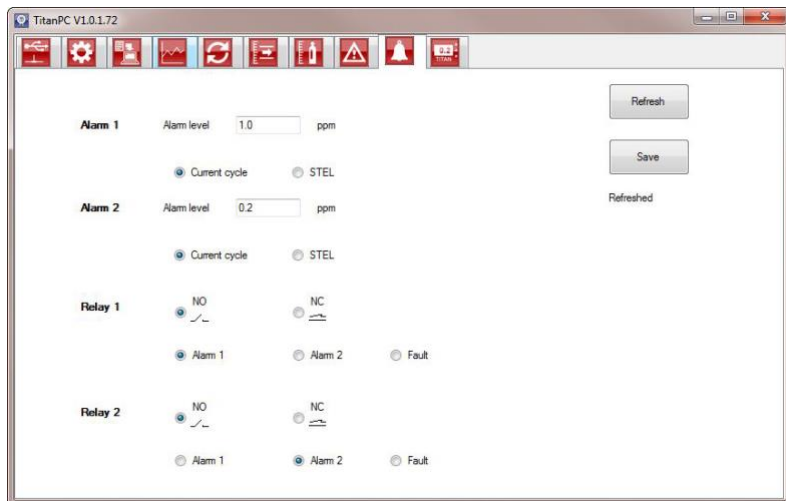 TitanPC V1.0.1.72
0.2
TITAN
Refresh
Alarm 1 Alarm level 1.0 ppm
Save
Current cycle STEL
Refreshed
Alarm 2 Alarm level 0.2 ppm
Current cycle STEL
Relay 1 NO NC
Alarm 1 Alarm 2 Fault
Relay 2 NO NC
Alarm 1 Alarm 2 Fault